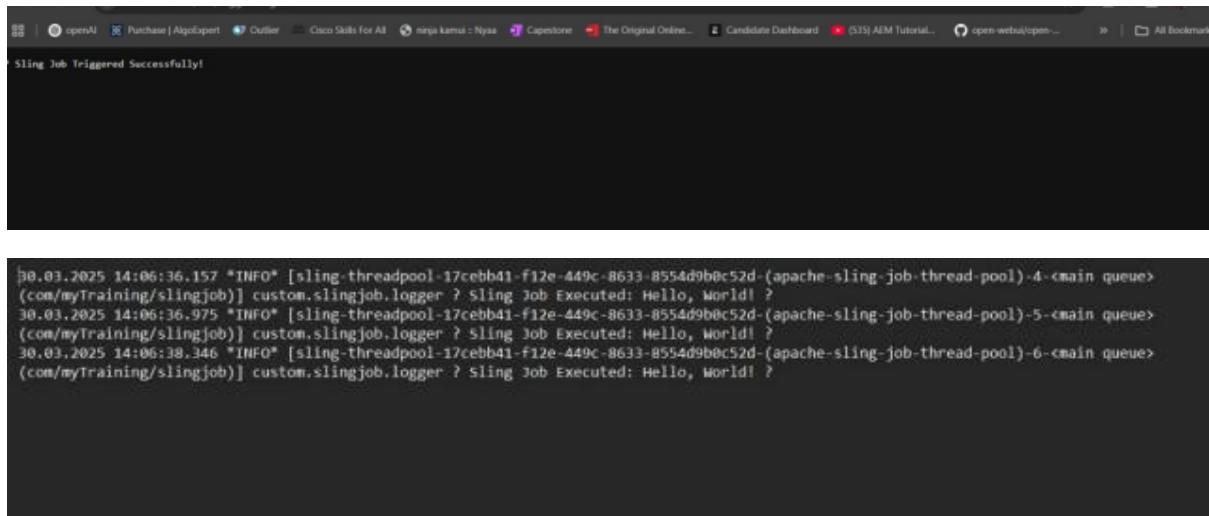 openAI Purchase | AlgoExpert Outlier Cisco Skills For All ninja kamui :: Nyaa Capestone The Original Online... Candidate Dashboard (535) AEM Tutorial... open-webui/open-... » All Bookmark
Sling Job Triggered Successfully!
30.03.2025 14:06:36.157 *INFO* [sling-threadpool-17cebb41-f12e-449c-8633-8554d9b0c52d-(apache-sling-job-thread-pool)-4-<main queue>
(com/myTraining/slingjob)] custom.slingjob.logger ? Sling Job Executed: Hello, World! ?
30.03.2025 14:06:36.975 *INFO* [sling-threadpool-17cebb41-f12e-449c-8633-8554d9b0c52d-(apache-sling-job-thread-pool)-5-<main queue>
(com/myTraining/slingjob)] custom.slingjob.logger ? Sling Job Executed: Hello, World! ?
30.03.2025 14:06:38.346 *INFO* [sling-threadpool-17cebb41-f12e-449c-8633-8554d9b0c52d-(apache-sling-job-thread-pool)-6-<main queue>
(com/myTraining/slingjob)] custom.slingjob.logger ? Sling Job Executed: Hello, World! ?